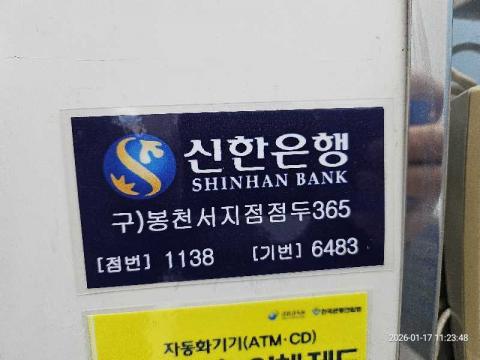 신한은행
SHINHAN BANK
구)봉천서지점점두365
[점번] 1138 [기번] 6483
자동화기기(ATM·CD)
2026-01-17 11:23:48